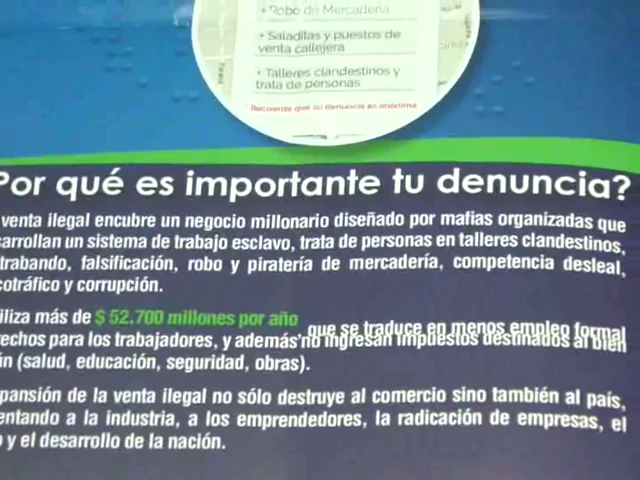 + Robo de Mercadería
+ Saladitas y puestos de
venta callejera
+ Talleres clandestinos y
trata de personas
Recuerda que tu denuncia es anónima
Por qué es importante tu denuncia?
venta ilegal encubre un negocio millonario diseñado por mafias organizadas que
arrollan un sistema de trabajo esclavo, trata de personas en talleres clandestinos,
trabando, falsificación, robo y piratería de mercadería, competencia desleal,
cotráfico y corrupción.
iliza más de $ 52.700 millones por año
que se traduce en menos empleo formal
rechos para los trabajadores, y además no ingresan impuestos destinados al bien
ún (salud, educación, seguridad, obras).
pansión de la venta ilegal no sólo destruye al comercio sino también al país,
entando a la industria, a los emprendedores, la radicación de empresas, el
y el desarrollo de la nación.